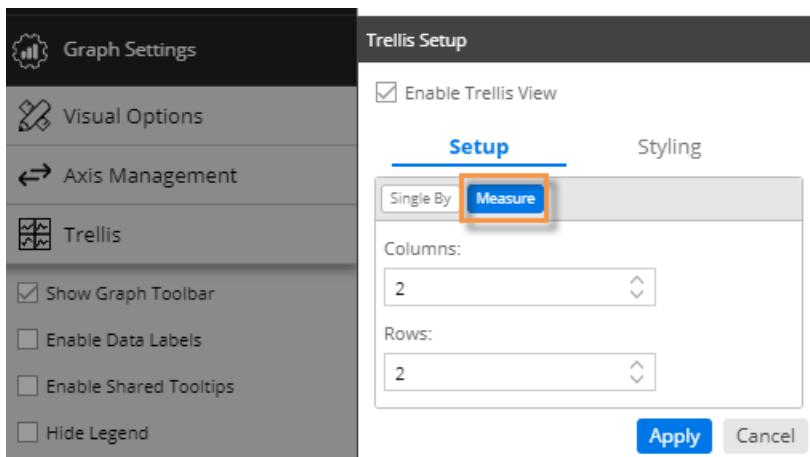 Graph Settings
Visual Options
Axis Management
Trellis
Show Graph Toolbar
Enable Data Labels
Enable Shared Tooltips
Hide Legend
Trellis Setup
Enable Trellis View
Setup Styling
Single By Measure
Columns:
2
Rows:
2
Apply Cancel